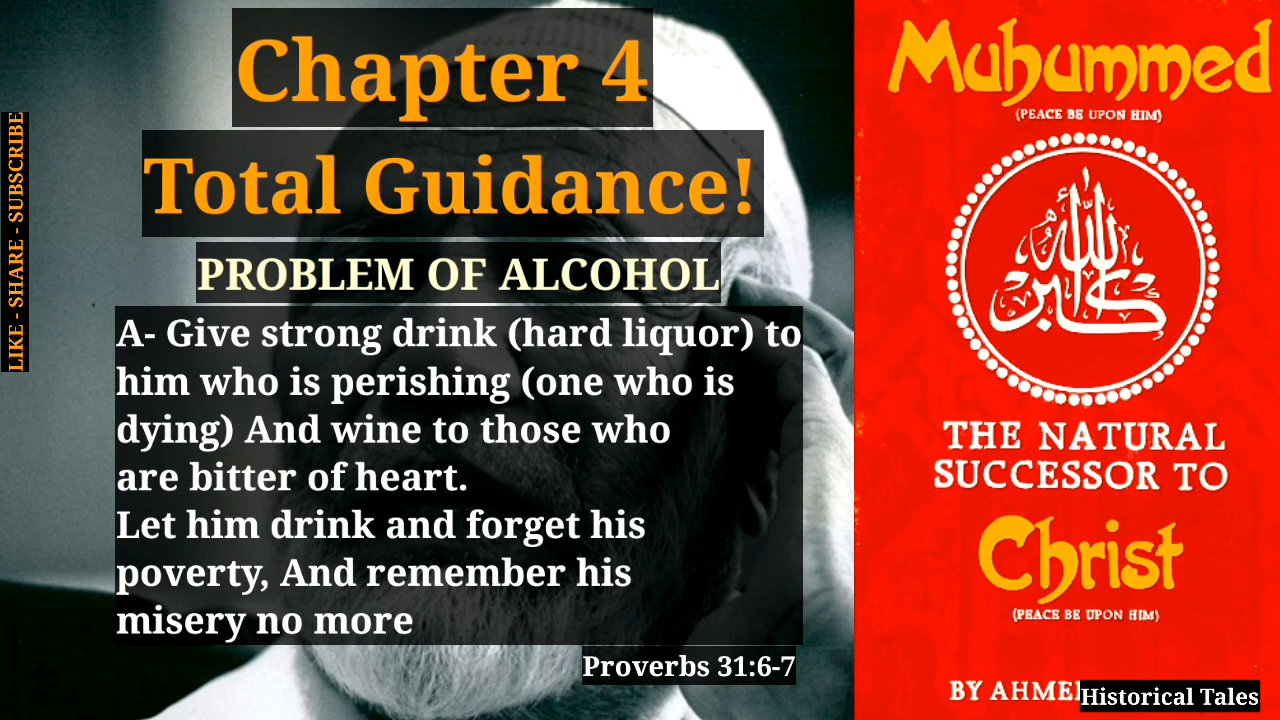 Chapter 4
Total Guidance!
PROBLEM OF ALCOHOL
A- Give strong drink (hard liquor) to
him who is perishing (one who is
dying) And wine to those who
are bitter of heart.
Let him drink and forget his
poverty, And remember his
misery no more
Proverbs 31:6-7
LIKE - SHARE - SUBSCRIBE
Muhummed
(PEACE BE UPON HIM)
الله اكبر
THE NATURAL
SUCCESSOR TO
Christ
(PEACE BE UPON HIM)
BY
Historical Tales